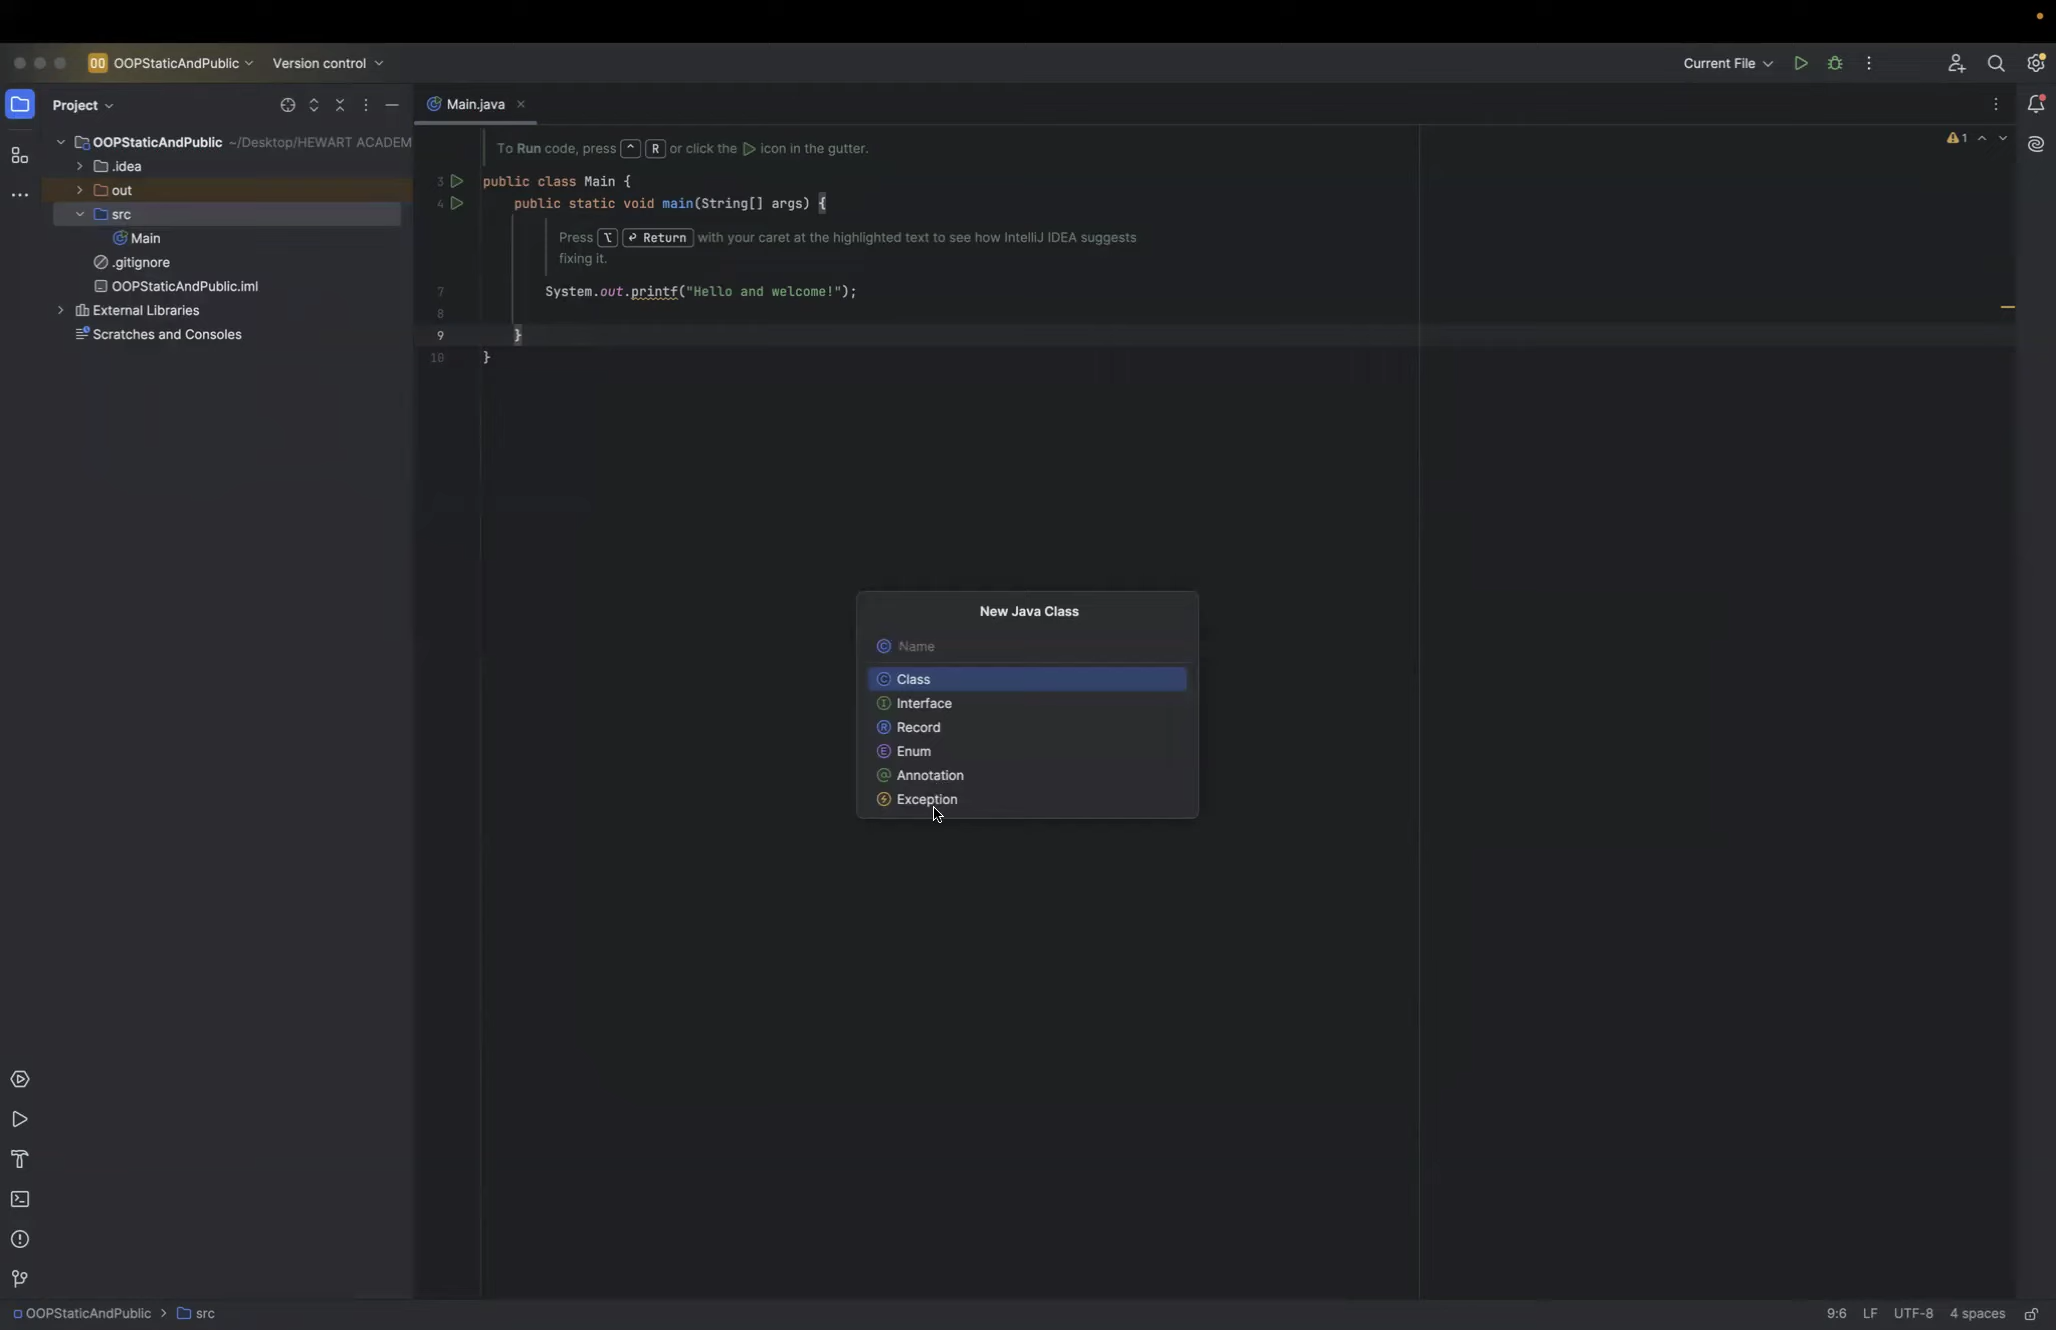 OO OOPStaticAndPublic Version control Current File
Project
Main.java
OOPStaticAndPublic ~/Desktop/HEWART ACADEM
.idea
out
src
Main
.gitignore
OOPStaticAndPublic.iml
External Libraries
Scratches and Consoles
To Run code, press ^ R or click the icon in the gutter.
1
3 public class Main {
4 public static void main(String[] args) {
Press ⌥ ⏎ Return with your caret at the highlighted text to see how IntelliJ IDEA suggests
fixing it.
7 System.out.printf("Hello and welcome!");
8
9 }
10 }
New Java Class
C Name
C Class
I Interface
R Record
E Enum
@ Annotation
Exception
OOPStaticAndPublic > src 9:6 LF UTF-8 4 spaces